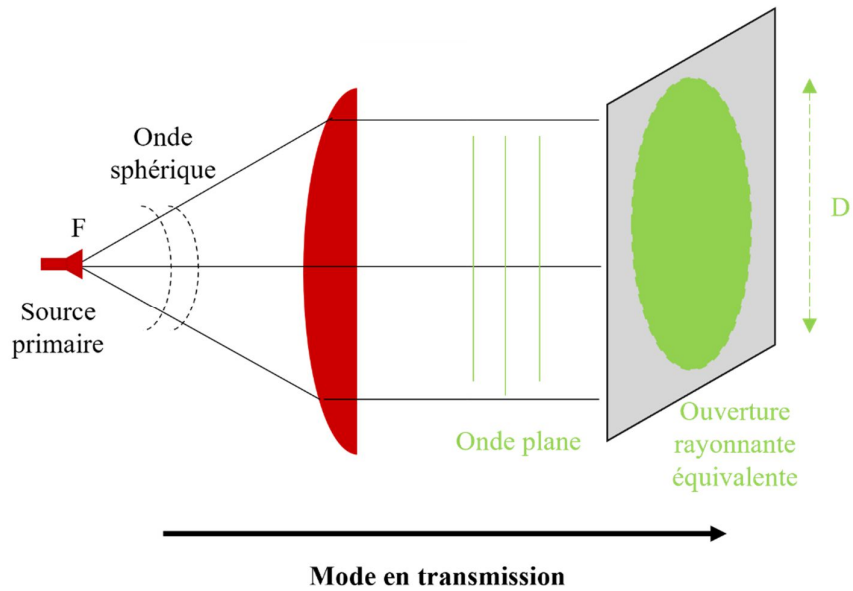 Onde
sphérique
F
Source
primaire
Onde plane
D
Ouverture
rayonnante
équivalente
Mode en transmission